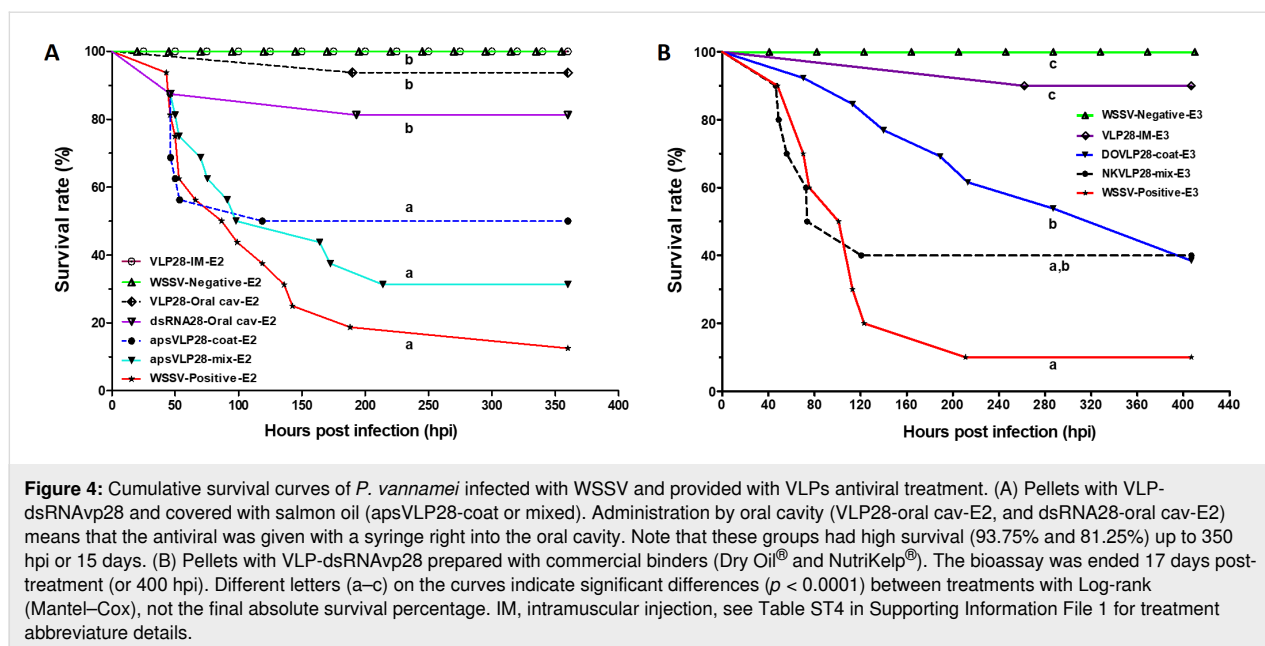 A
Survival rate (%)
100
80
60
40
20
0
b
b
b
a
a
a
VLP28-IM-E2
WSSV-Negative-E2
VLP28-Oral cav-E2
dsRNA28-Oral cav-E2
apsVLP28-coat-E2
apsVLP28-mix-E2
WSSV-Positive-E2
0 50 100 150 200 250 300 350 400
Hours post infection (hpi)
B
Survival rate (%)
100
80
60
40
20
0
c
c
b
a,b
a
WSSV-Negative-E3
VLP28-IM-E3
DOVLP28-coat-E3
NKVLP28-mix-E3
WSSV-Positive-E3
0 40 80 120 160 200 240 280 320 360 400 440
Hours post infection (hpi)
Figure 4: Cumulative survival curves of P. vannamei infected with WSSV and provided with VLPs antiviral treatment. (A) Pellets with VLP-
dsRNAvp28 and covered with salmon oil (apsVLP28-coat or mixed). Administration by oral cavity (VLP28-oral cav-E2, and dsRNA28-oral cav-E2)
means that the antiviral was given with a syringe right into the oral cavity. Note that these groups had high survival (93.75% and 81.25%) up to 350
hpi or 15 days. (B) Pellets with VLP-dsRNAvp28 prepared with commercial binders (Dry Oil® and NutriKelp®). The bioassay was ended 17 days post-
treatment (or 400 hpi). Different letters (a–c) on the curves indicate significant differences (p < 0.0001) between treatments with Log-rank
(Mantel–Cox), not the final absolute survival percentage. IM, intramuscular injection, see Table ST4 in Supporting Information File 1 for treatment
abbreviature details.